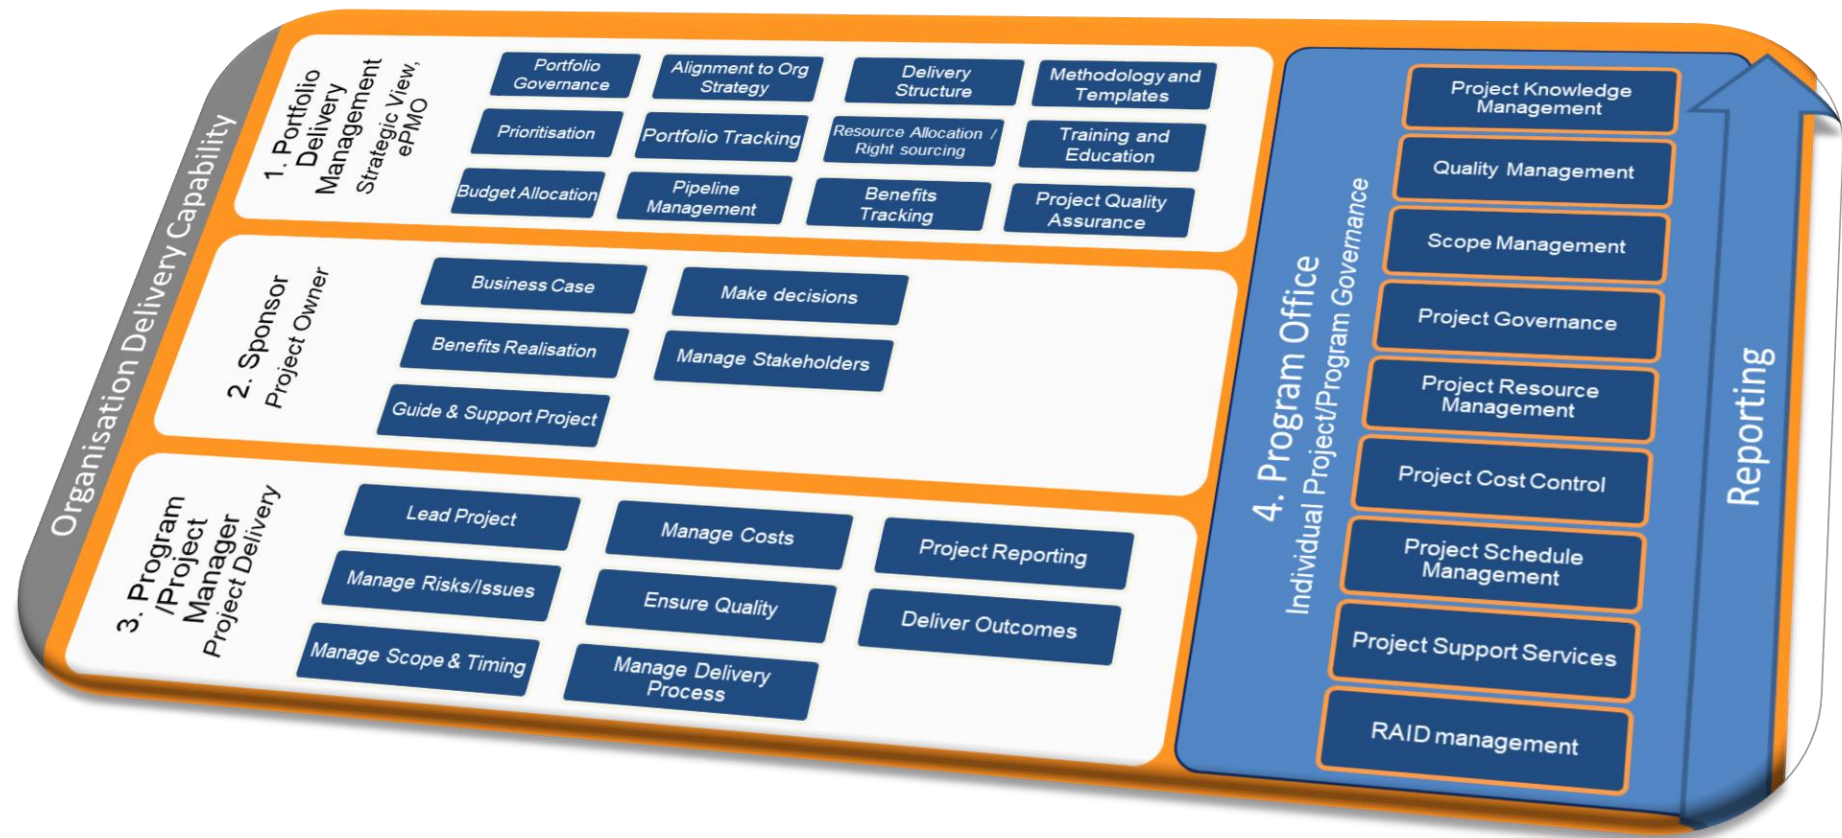 Organisation Delivery Capability
1. Portfolio
Delivery
Management
Strategic View,
ePMO
Portfolio
Governance
Alignment to Org
Strategy
Delivery
Structure
Methodology and
Templates
Prioritisation
Portfolio Tracking
Resource Allocation /
Right sourcing
Training and
Education
Budget Allocation
Pipeline
Management
Benefits
Tracking
Project Quality
Assurance
2. Sponsor
Project Owner
Business Case
Make decisions
Benefits Realisation
Manage Stakeholders
Guide & Support Project
3. Program
/Project
Manager
Project Delivery
Lead Project
Manage Costs
Project Reporting
Manage Risks/Issues
Ensure Quality
Deliver Outcomes
Manage Scope & Timing
Manage Delivery
Process
4. Program Office
Individual Project/Program Governance
Project Knowledge
Management
Quality Management
Scope Management
Project Governance
Project Resource
Management
Project Cost Control
Project Schedule
Management
Project Support Services
RAID management
Reporting